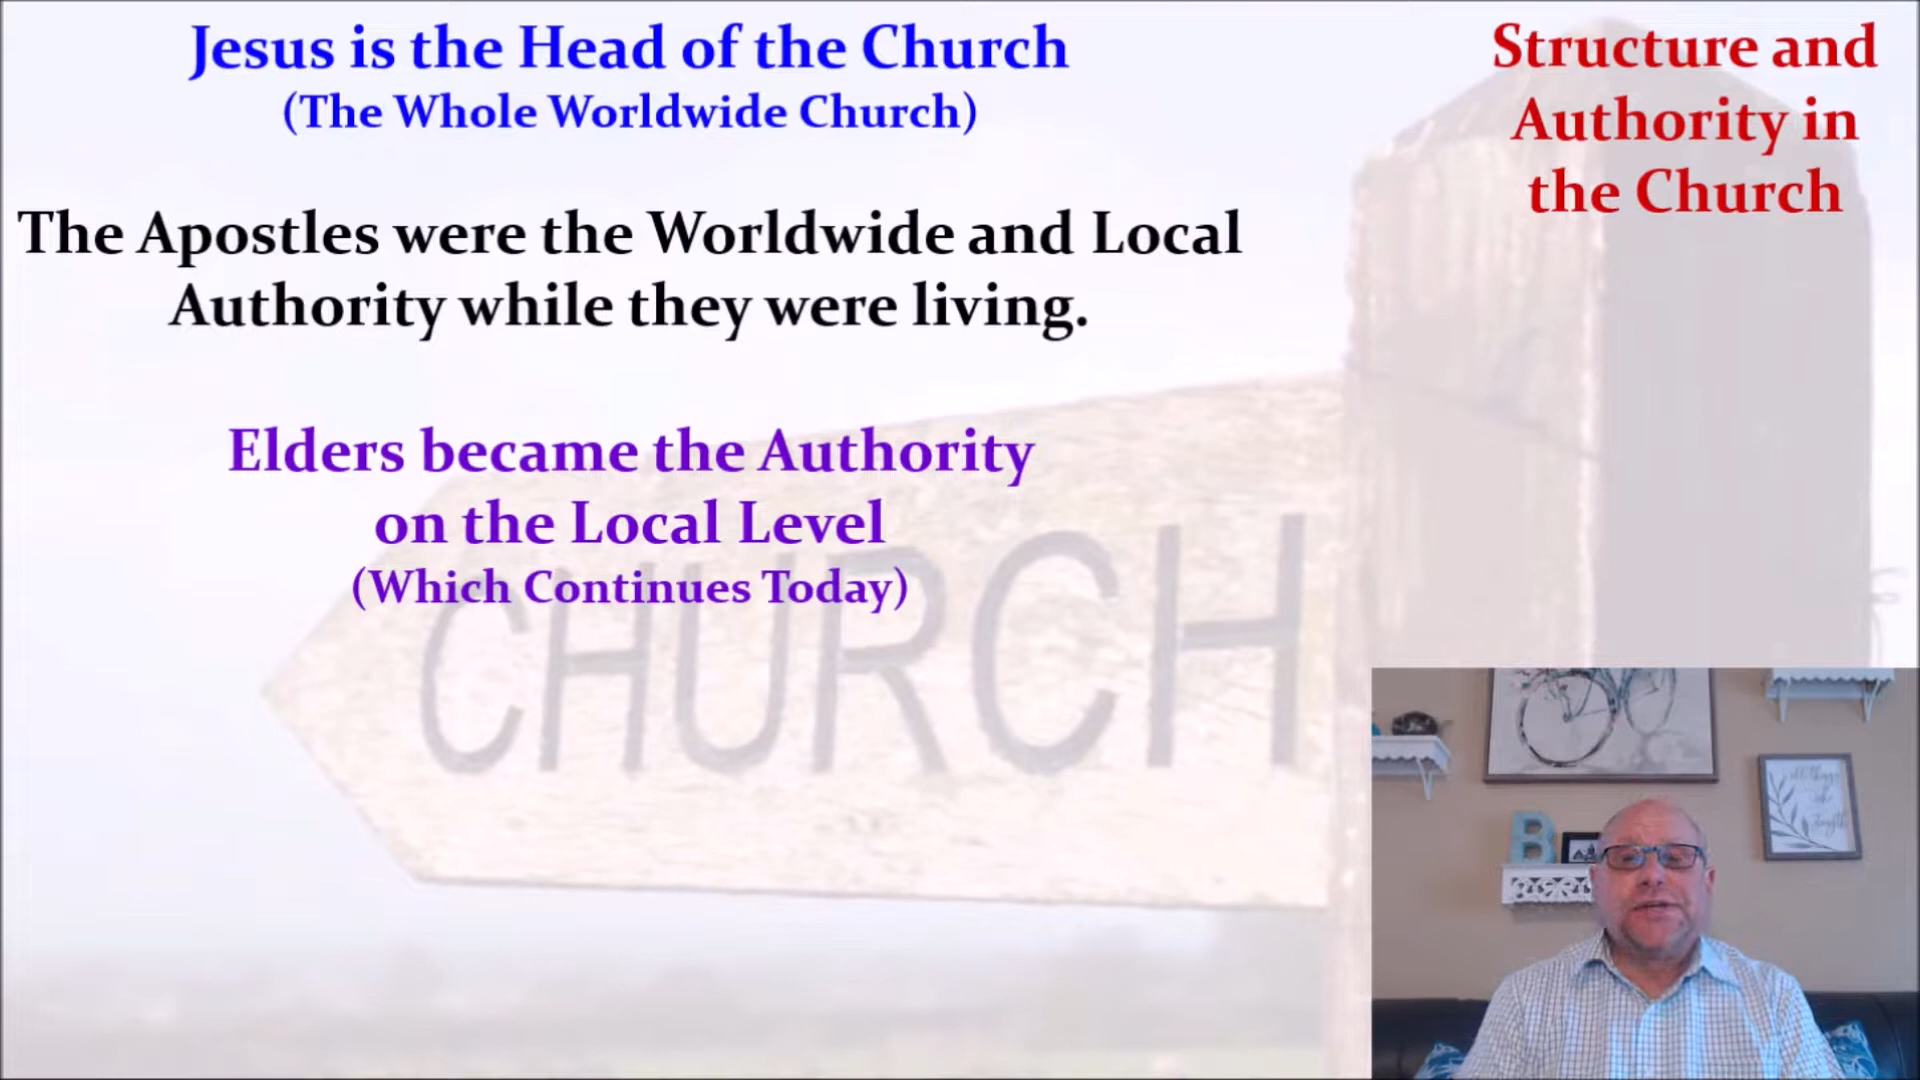 Jesus is the Head of the Church
(The Whole Worldwide Church)
The Apostles were the Worldwide and Local
Authority while they were living.
Elders became the Authority
on the Local Level
(Which Continues Today)
Structure and
Authority in
the Church
CHURCH
B
all things